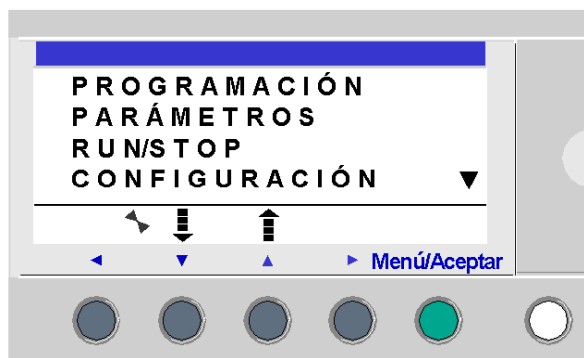 PROGRAMACIÓN
PARÁMETROS
RUN/STOP
CONFIGURACIÓN
Menú/Aceptar